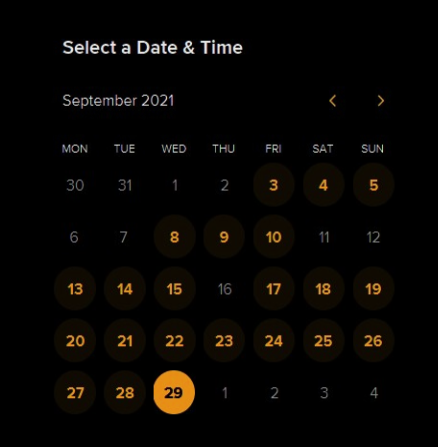 Select a Date & Time
September 2021
MON TUE WED THU FRI SAT SUN
30 31 1 2 3 4 5
6 7 8 9 10 11 12
13 14 15 16 17 18 19
20 21 22 23 24 25 26
27 28 29 1 2 3 4